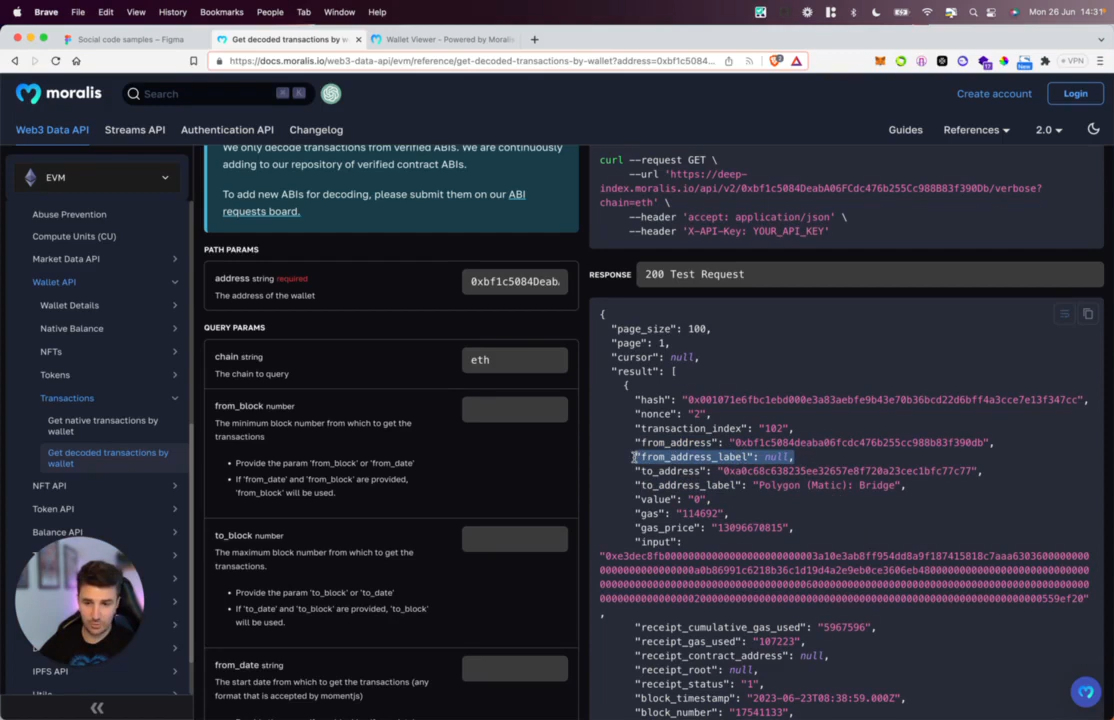 Brave File Edit View History Bookmarks People Tab Window Help Mon 26 Jun 14:31
Social code samples – Figma
Get decoded transactions by w
Wallet Viewer - Powered by Moralis
https://docs.moralis.io/web3-data-api/evm/reference/get-decoded-transactions-by-wallet?address=0xbf1c5084...
VPN
moralis
Search
Create account
Login
Web3 Data API Streams API Authentication API Changelog
Guides References 2.0
EVM
Abuse Prevention
Compute Units (CU)
Market Data API
Wallet API
Wallet Details
Native Balance
NFTs
Tokens
Transactions
Get native transactions by
wallet
Get decoded transactions by
wallet
NFT API
Token API
Balance API
IPFS API
We only decode transactions from verified ABIs. We are continuously
adding to our repository of verified contract ABIs.
To add new ABIs for decoding, please submit them on our ABI
requests board.
PATH PARAMS
address string required
The address of the wallet
0xbf1c5084Deab.
QUERY PARAMS
chain string
The chain to query
eth
from_block number
The minimum block number from which to get the
transactions
• Provide the param 'from_block' or 'from_date'
• If 'from_date' and 'from_block' are provided,
'from_block' will be used.
to_block number
The maximum block number from which to get the
transactions.
• Provide the param 'to_block' or 'to_date'
• If 'to_date' and 'to_block' are provided, 'to_block'
will be used.
from_date string
The start date from which to get the transactions (any
format that is accepted by momentjs)
curl --request GET \
--url 'https://deep-
index.moralis.io/api/v2/0xbf1c5084DeabA06FCdc476b255Cc988B83f390Db/verbose?
chain=eth' \
--header 'accept: application/json' \
--header 'X-API-Key: YOUR_API_KEY'
RESPONSE
200 Test Request
{
"page_size": 100,
"page": 1,
"cursor": null,
"result": [
{
"hash": "0x001071e6fbc1ebd000e3a83aebfe9b43e70b36bcd22d6bff4a3cce7e13f347cc",
"nonce": "2",
"transaction_index": "102",
"from_address": "0xbf1c5084deaba06fcdc476b255cc988b83f390db",
"from_address_label": null,
"to_address": "0xa0c68c638235ee32657e8f720a23cec1bfc77c77",
"to_address_label": "Polygon (Matic): Bridge",
"value": "0",
"gas": "114692",
"gas_price": "13096670815",
"input":
,
"receipt_cumulative_gas_used": "5967596",
"receipt_gas_used": "107223",
"receipt_contract_address": null,
"receipt_root": null,
"receipt_status": "1",
"block_timestamp": "2023-06-23T08:38:59.000Z",
"block_number": "17541133",